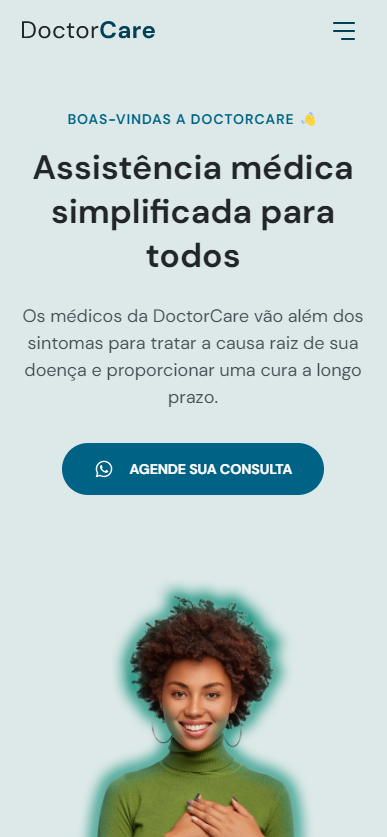 DoctorCare
BOAS-VINDAS A DOCTORCARE 👋
Assistência médica
simplificada para
todos
Os médicos da DoctorCare vão além dos
sintomas para tratar a causa raiz de sua
doença e proporcionar uma cura a longo
prazo.
AGENDE SUA CONSULTA